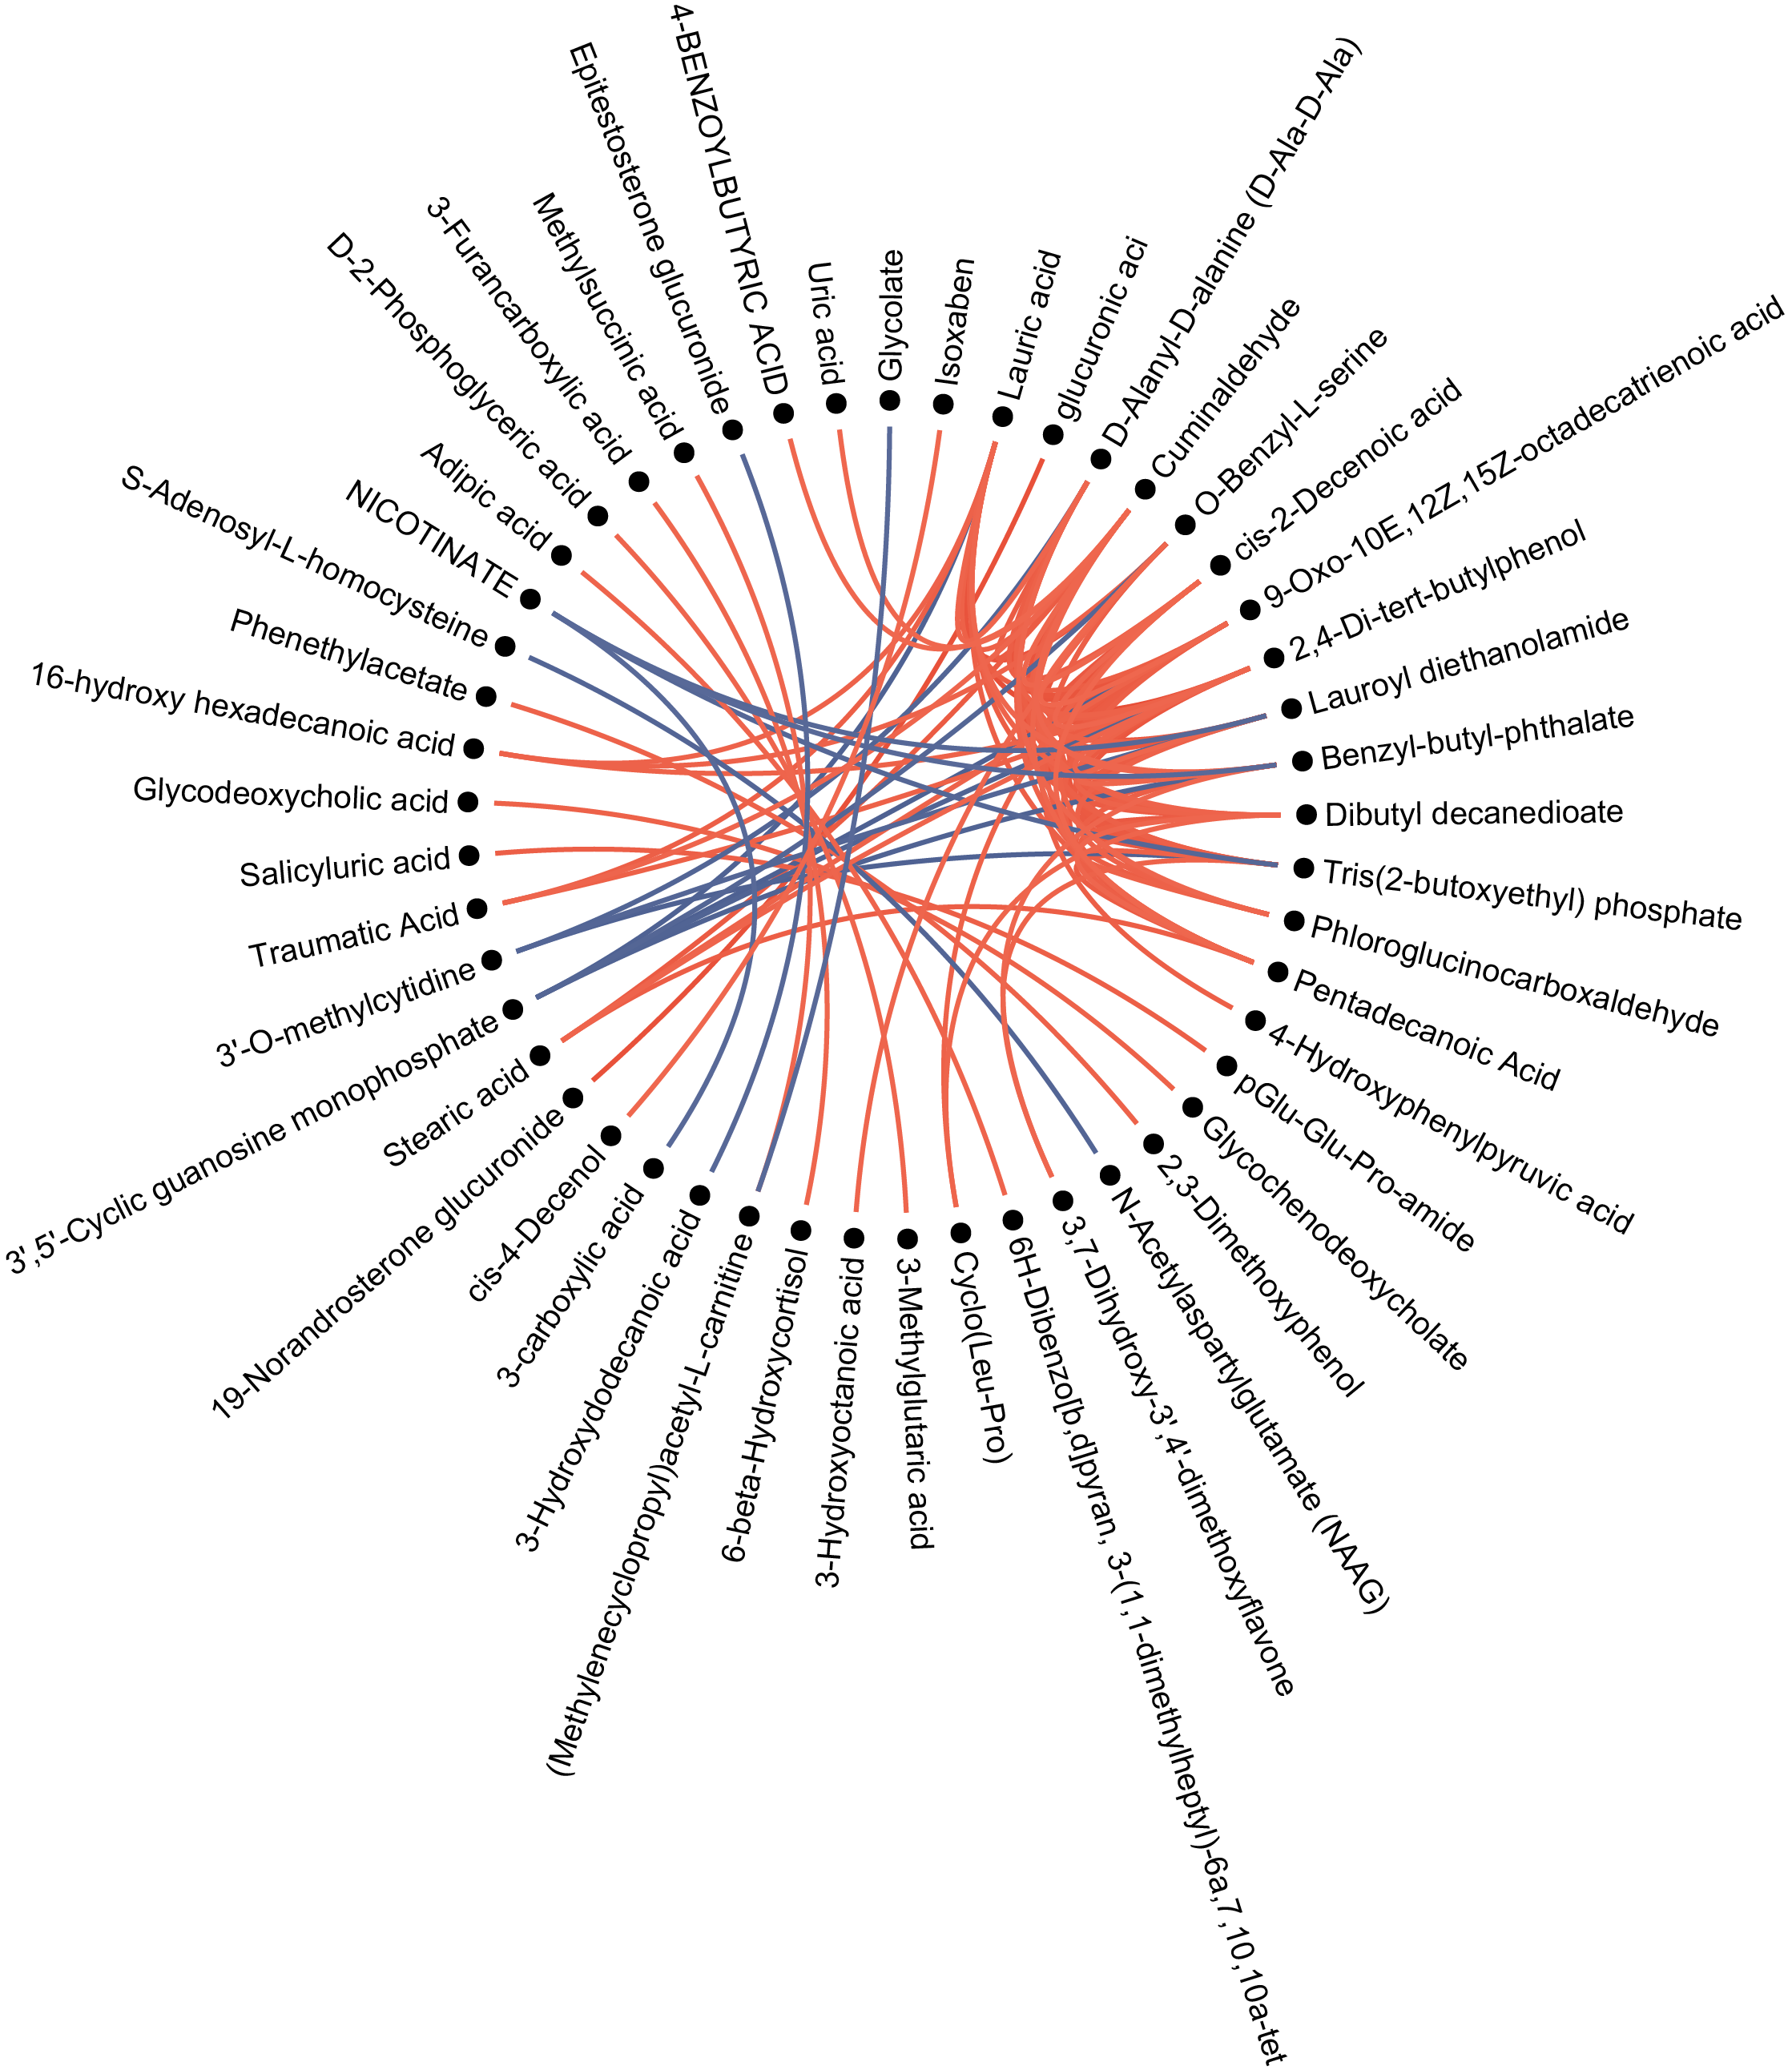 4-BENZOYLBUTYRIC ACID
Uric acid
Glycolate
Isoxaben
Lauric acid
glucuronic aci
D-Alanyl-D-alanine (D-Ala-D-Ala)
Cuminaldehyde
O-Benzyl-L-serine
cis-2-Decenoic acid
9-Oxo-10E,12Z,15Z-octadecatrienoic acid
2,4-Di-tert-butylphenol
Lauroyl diethanolamide
Benzyl-butyl-phthalate
Dibutyl decanedioate
Tris(2-butoxyethyl) phosphate
Phloroglucinocarboxaldehyde
Pentadecanoic Acid
4-Hydroxyphenylpyruvic acid
pGlu-Glu-Pro-amide
Glycochenodeoxycholate
2,3-Dimethoxyphenol
N-Acetylaspartylglutamate (NAAG)
3,7-Dihydroxy-3',4'-dimethoxyflavone
6H-Dibenzo[b,d]pyran, 3-(1,1-dimethylheptyl)-6a,7,10,10a-tet
Cyclo(Leu-Pro)
3-Methylglutaric acid
3-Hydroxyoctanoic acid
6-beta-Hydroxycortisol
(Methylenecyclopropyl)acetyl-L-carnitine
3-Hydroxydodecanoic acid
3-carboxylic acid
cis-4-Decenol
19-Norandrosterone glucuronide
Stearic acid
3',5'-Cyclic guanosine monophosphate
3'-O-methylcytidine
Traumatic Acid
Salicyluric acid
Glycodeoxycholic acid
16-hydroxy hexadecanoic acid
Phenethylacetate
S-Adenosyl-L-homocysteine
NICOTINATE
Adipic acid
D-2-Phosphoglyceric acid
3-Furancarboxylic acid
Methylsuccinic acid
Epitestosterone glucuronide